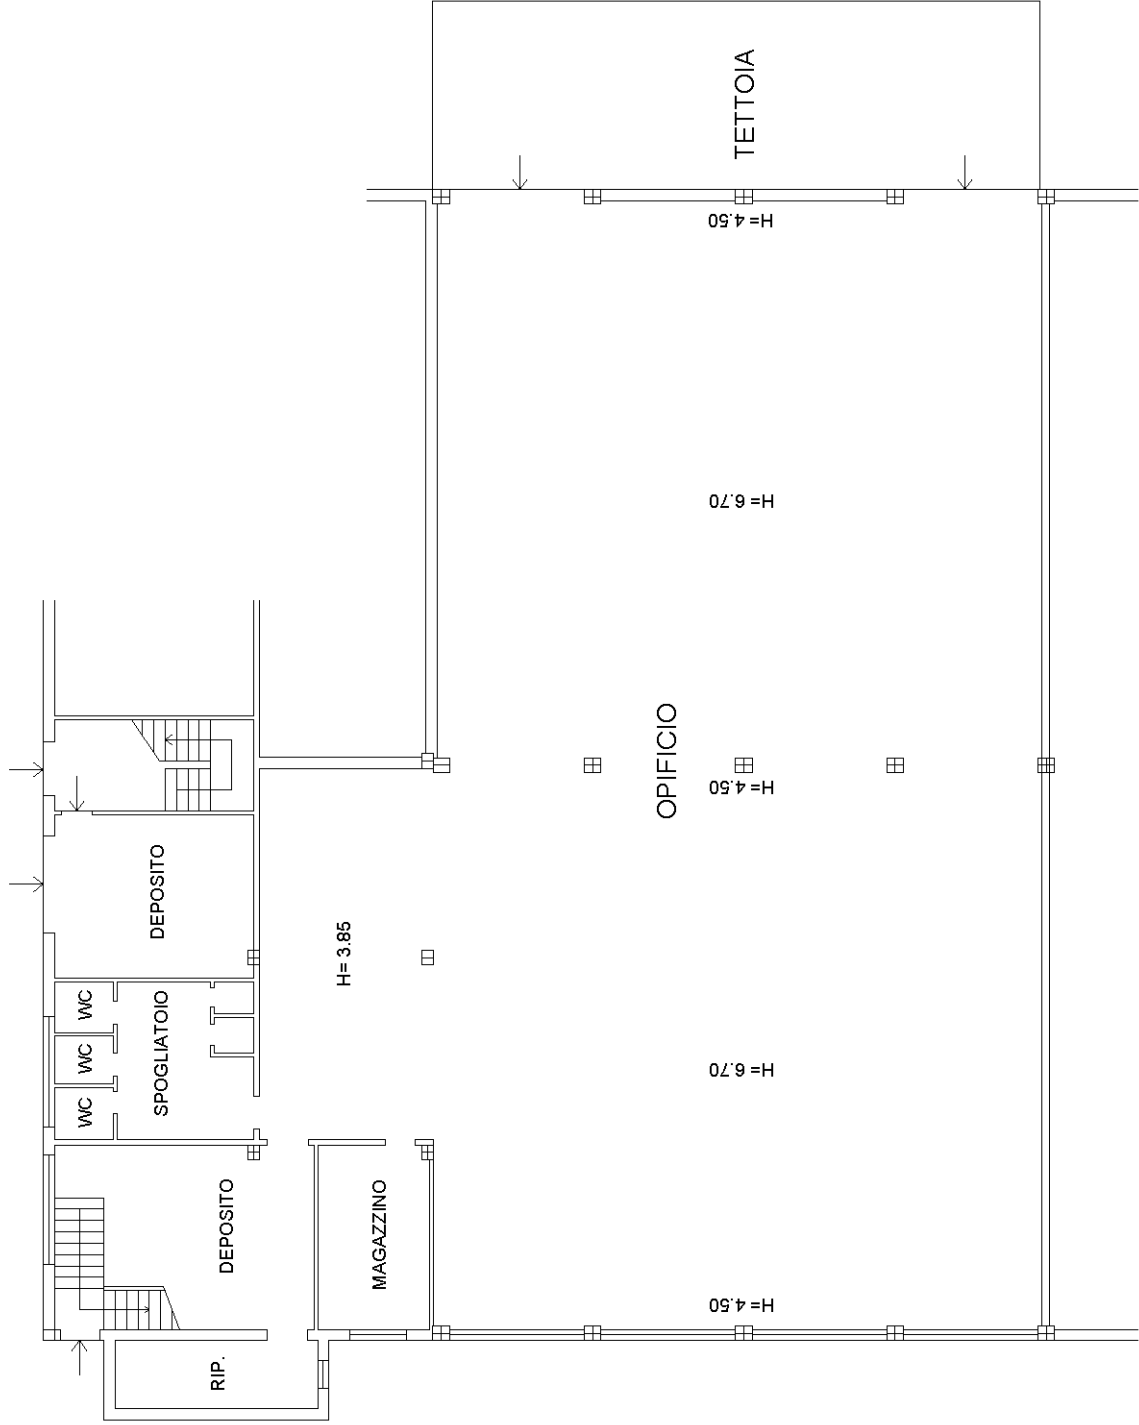 TETTOIA
H= 4.50
H= 6.70
OPIFICIO
H= 4.50
DEPOSITO
H= 3.85
WC
SPOGLIATOIO
WC
WC
H= 6.70
DEPOSITO
MAGAZZINO
H= 4.50
RIP.